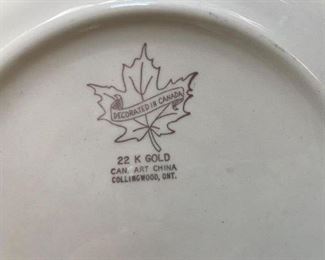 DECORATED IN CANADA
22 K GOLD
CAN. ART CHINA
COLLINGWOOD, ONT.